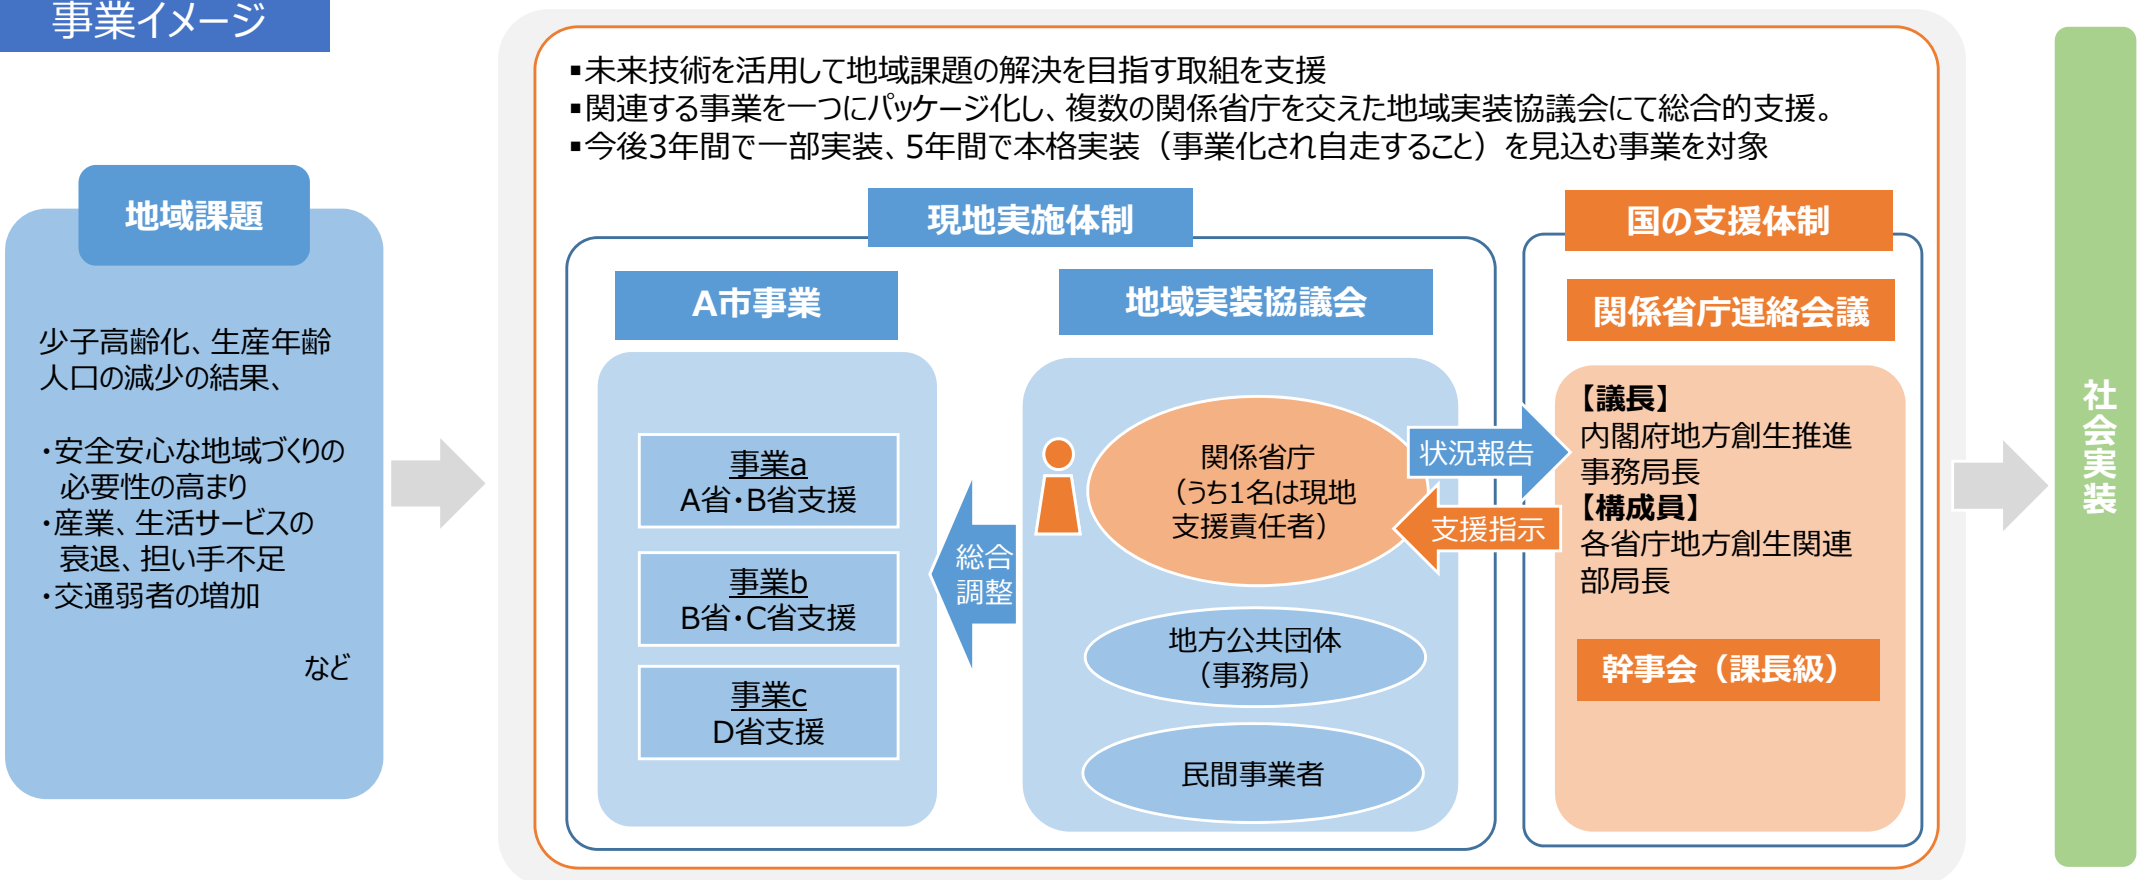 事業イメージ
▪未来技術を活用して地域課題の解決を目指す取組を支援
▪関連する事業を一つにパッケージ化し、複数の関係省庁を交えた地域実装協議会にて総合的支援。
▪今後3年間で一部実装、5年間で本格実装（事業化され自走すること）を見込む事業を対象
地域課題
少子高齢化、生産年齢
人口の減少の結果、
・安全安心な地域づくりの
必要性の高まり
・産業、生活サービスの
衰退、担い手不足
・交通弱者の増加
など
現地実施体制
A市事業
事業a
A省・B省支援
事業b
B省・C省支援
事業c
D省支援
総合
調整
地域実装協議会
関係省庁
（うち1名は現地
支援責任者）
地方公共団体
（事務局）
民間事業者
状況報告
支援指示
国の支援体制
関係省庁連絡会議
【議長】
内閣府地方創生推進
事務局長
【構成員】
各省庁地方創生関連
部局長
幹事会（課長級）
社会実装